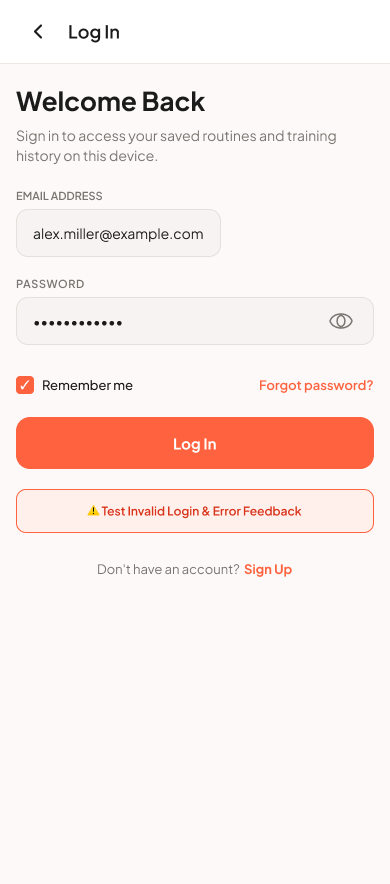 Log In
Welcome Back
Sign in to access your saved routines and training
history on this device.
EMAIL ADDRESS
alex.miller@example.com
PASSWORD
••••••••••••
✓ Remember me
Forgot password?
Log In
⚠️ Test Invalid Login & Error Feedback
Don't have an account? Sign Up